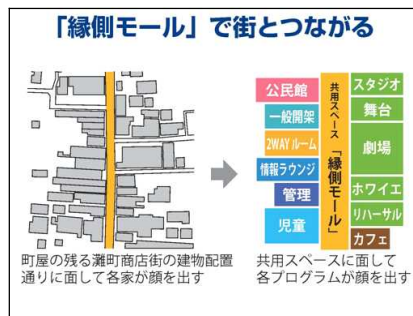 「縁側モール」で街とつながる
公民館
一般開架
2WAY ルーム
情報ラウンジ
管理
児童
共用スペース「縁側モール」
スタジオ
舞台
劇場
ホワイエ
リハーサル
カフェ
町屋の残る灘町商店街の建物配置
通りに面して各家が顔を出す
共用スペースに面して
各プログラムが顔を出す